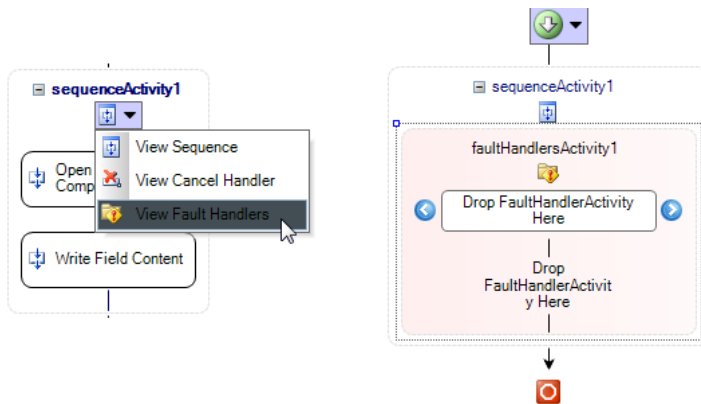 sequenceActivity1
View Sequence
View Cancel Handler
View Fault Handlers
Open
Comp
Write Field Content
sequenceActivity1
faultHandlersActivity1
Drop FaultHandlerActivity
Here
Drop
FaultHandlerActivit
y Here